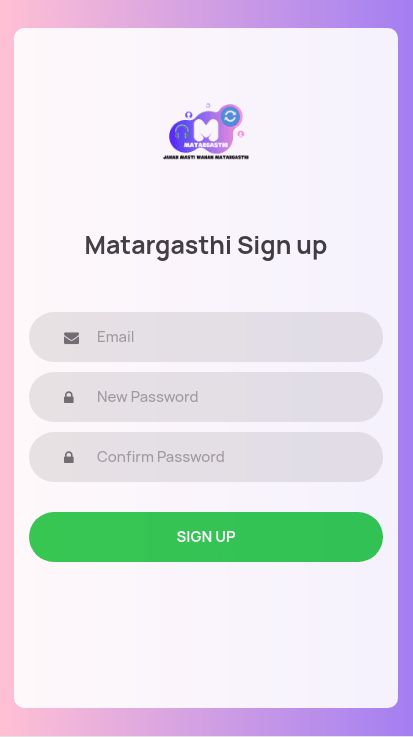 M
MATARGASTHI
JAHAN MASTI WAHAN MATARGASTHI
Matargasthi Sign up
Email
New Password
Confirm Password
SIGN UP